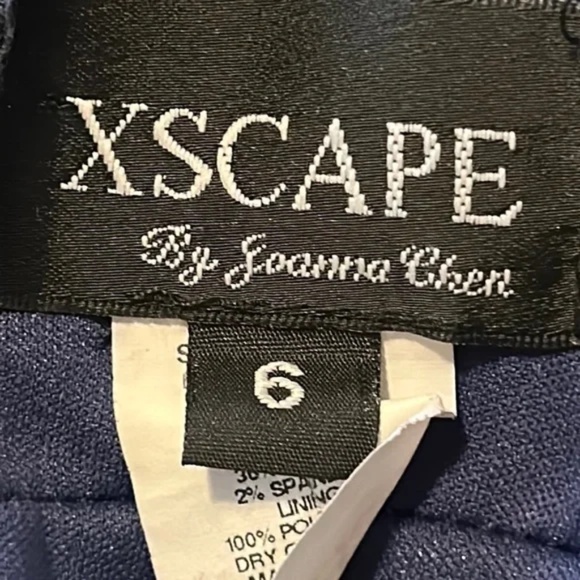 XSCAPE
By Joanna Chen
6
2% SPAN
LINING
100% POL
DRY C